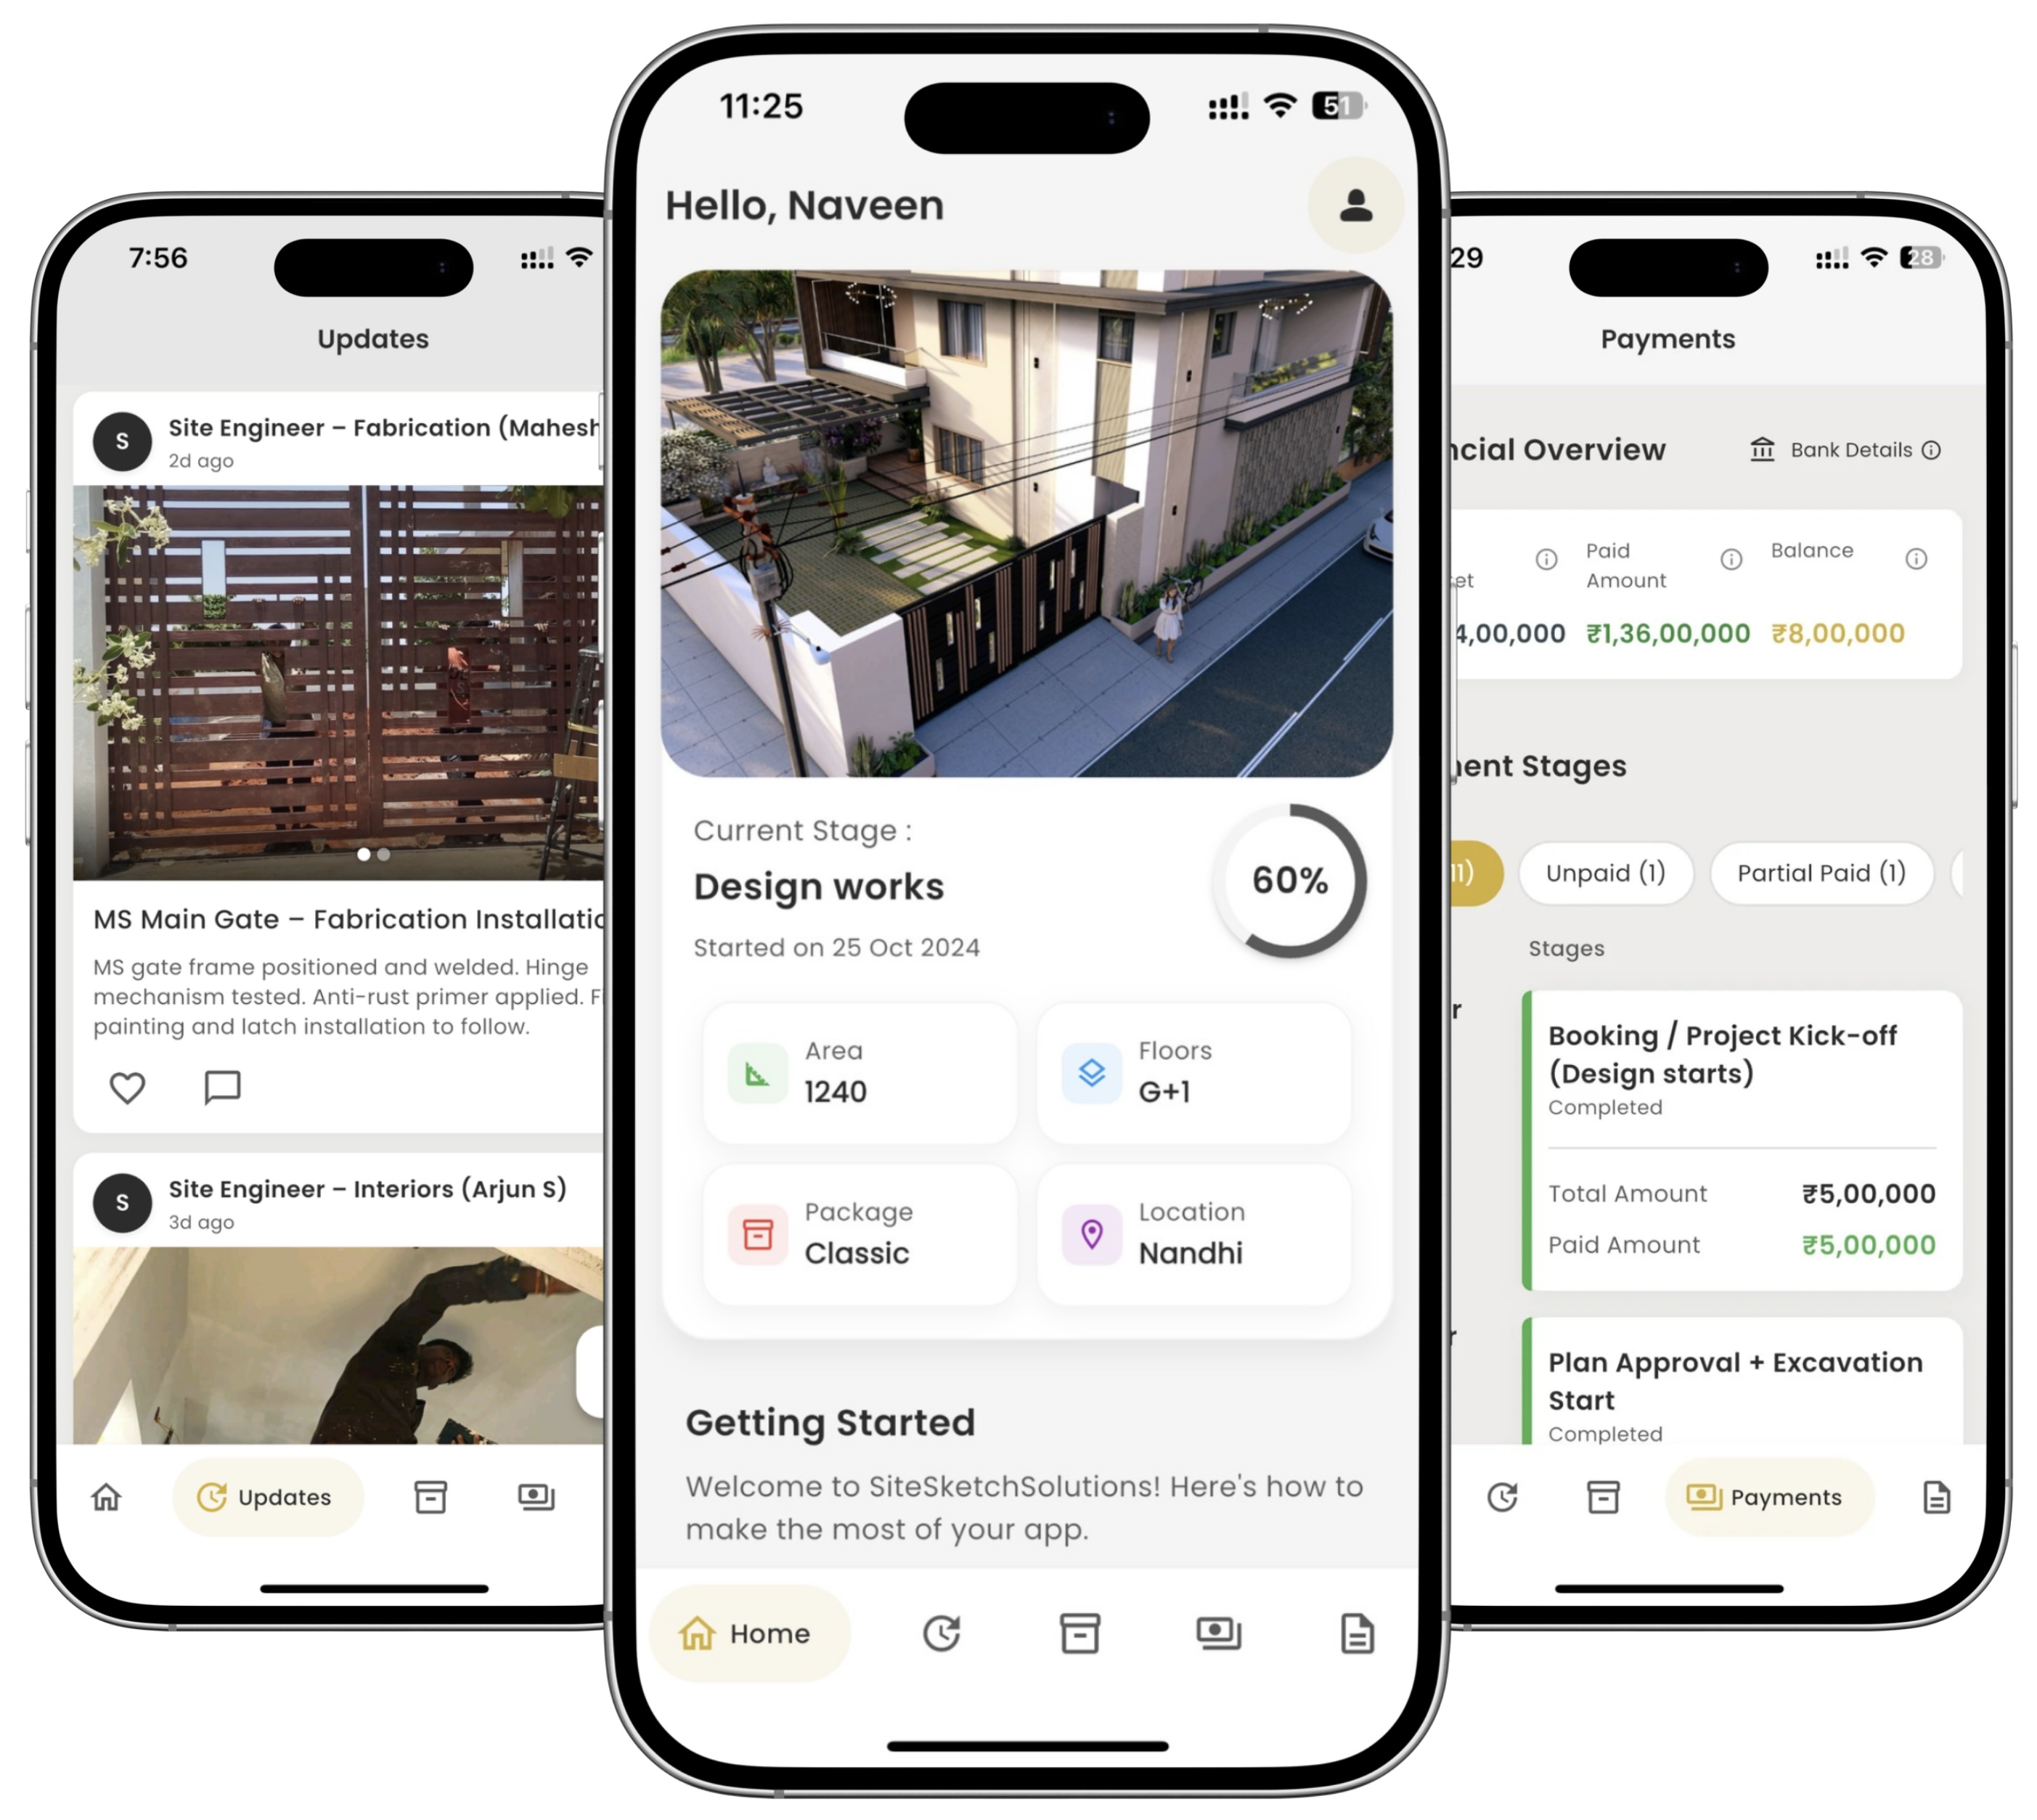 7:56
Updates
S
Site Engineer – Fabrication (Mahesh
2d ago
MS Main Gate – Fabrication Installatio
MS gate frame positioned and welded. Hinge
mechanism tested. Anti-rust primer applied. Fi
painting and latch installation to follow.
S
Site Engineer – Interiors (Arjun S)
3d ago
Updates
11:25
51
Hello, Naveen
Current Stage :
Design works
Started on 25 Oct 2024
60%
Area
1240
Floors
G+1
Package
Classic
Location
Nandhi
Getting Started
Welcome to SiteSketchSolutions! Here's how to
make the most of your app.
Home
29
28
Payments
ncial Overview
Bank Details
et
Paid
Amount
Balance
4,00,000
₹1,36,00,000
₹8,00,000
ent Stages
11)
Unpaid (1)
Partial Paid (1)
Stages
r
Booking / Project Kick-off
(Design starts)
Completed
Total Amount
₹5,00,000
Paid Amount
₹5,00,000
r
Plan Approval + Excavation
Start
Completed
Payments